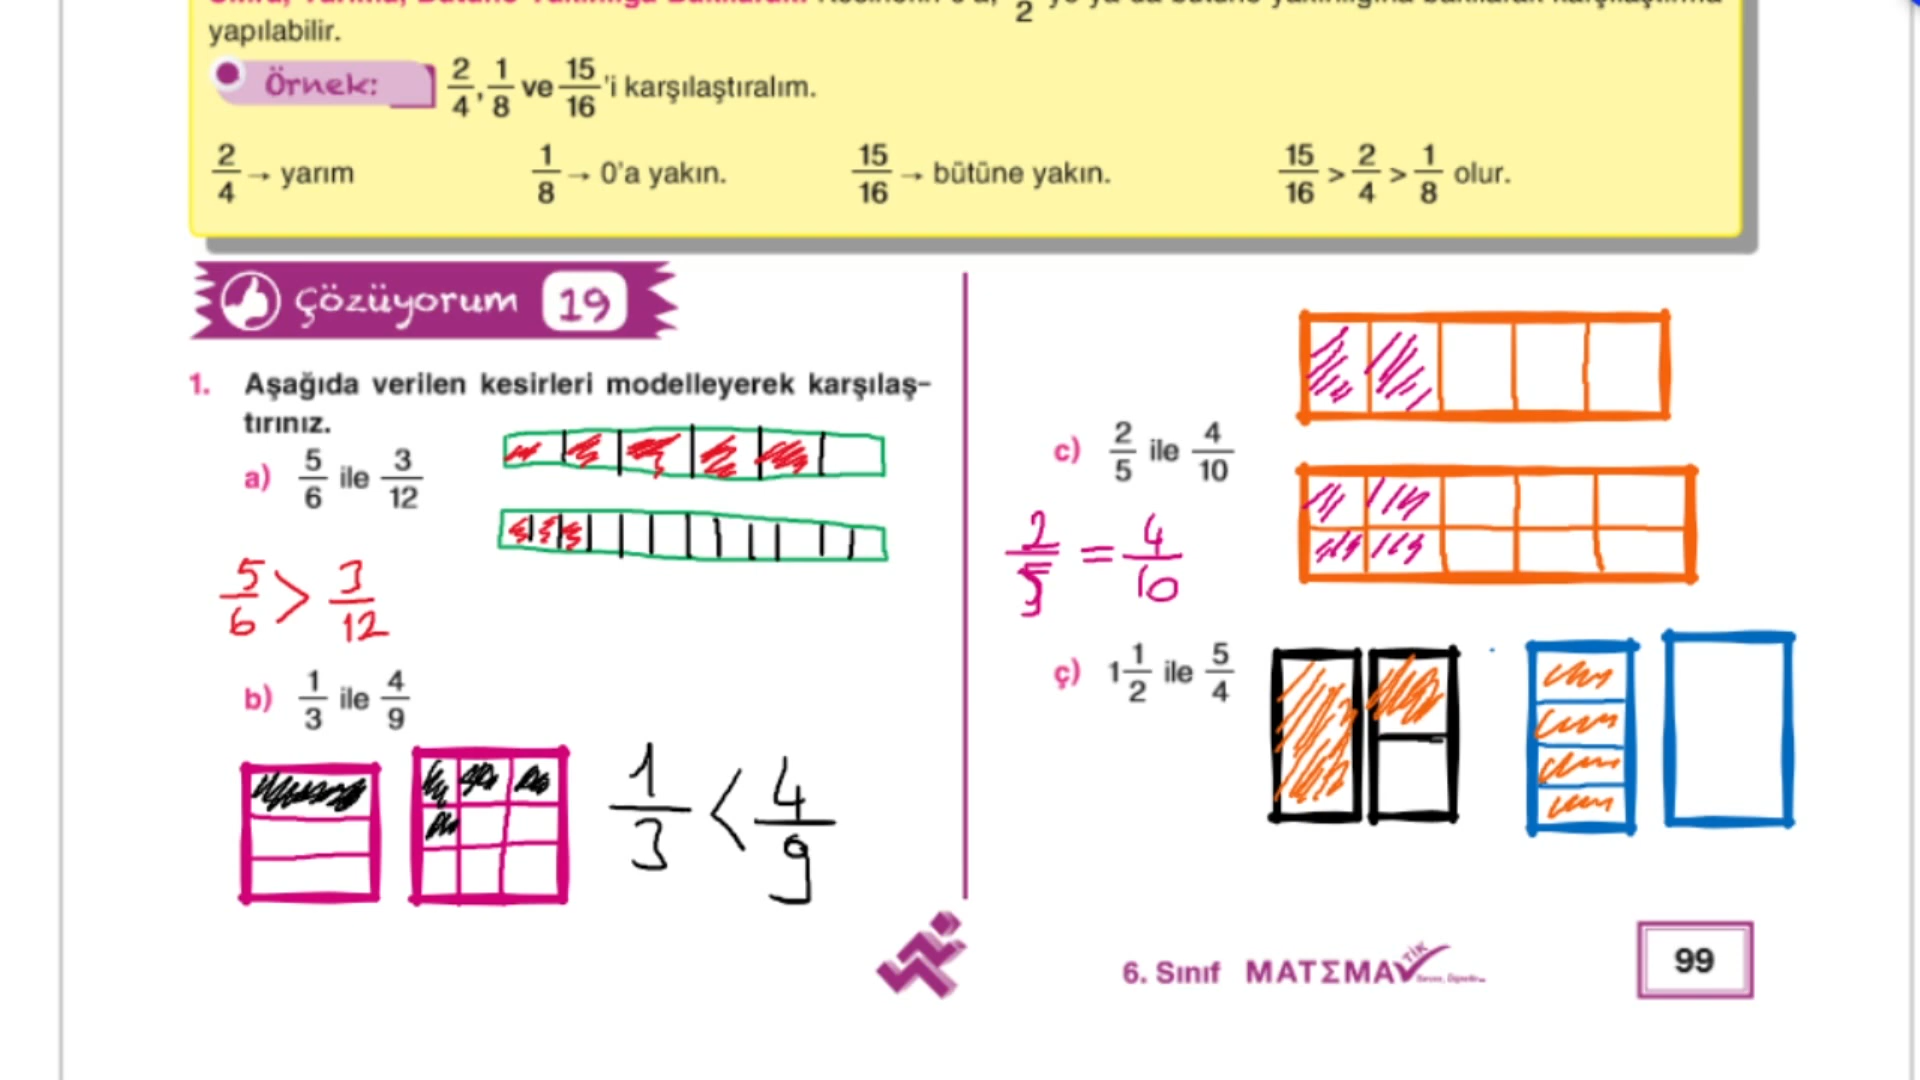 yapılabilir.
Örnek: 2/4, 1/8 ve 15/16 'i karşılaştıralım.
2/4 → yarım 1/8 → 0'a yakın. 15/16 → bütüne yakın. 15/16 > 2/4 > 1/8 olur.
Çözüyorum 19
1. Aşağıda verilen kesirleri modelleyerek karşılaş-
tırınız.
a) 5/6 ile 3/12
5/6 > 3/12
b) 1/3 ile 4/9
1/3 < 4/9
c) 2/5 ile 4/10
2/5 = 4/10
ç) 1 1/2 ile 5/4
6. Sınıf MATΣMATİK
99